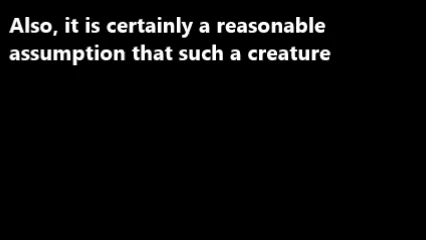 Also, it is certainly a reasonable
assumption that such a creature